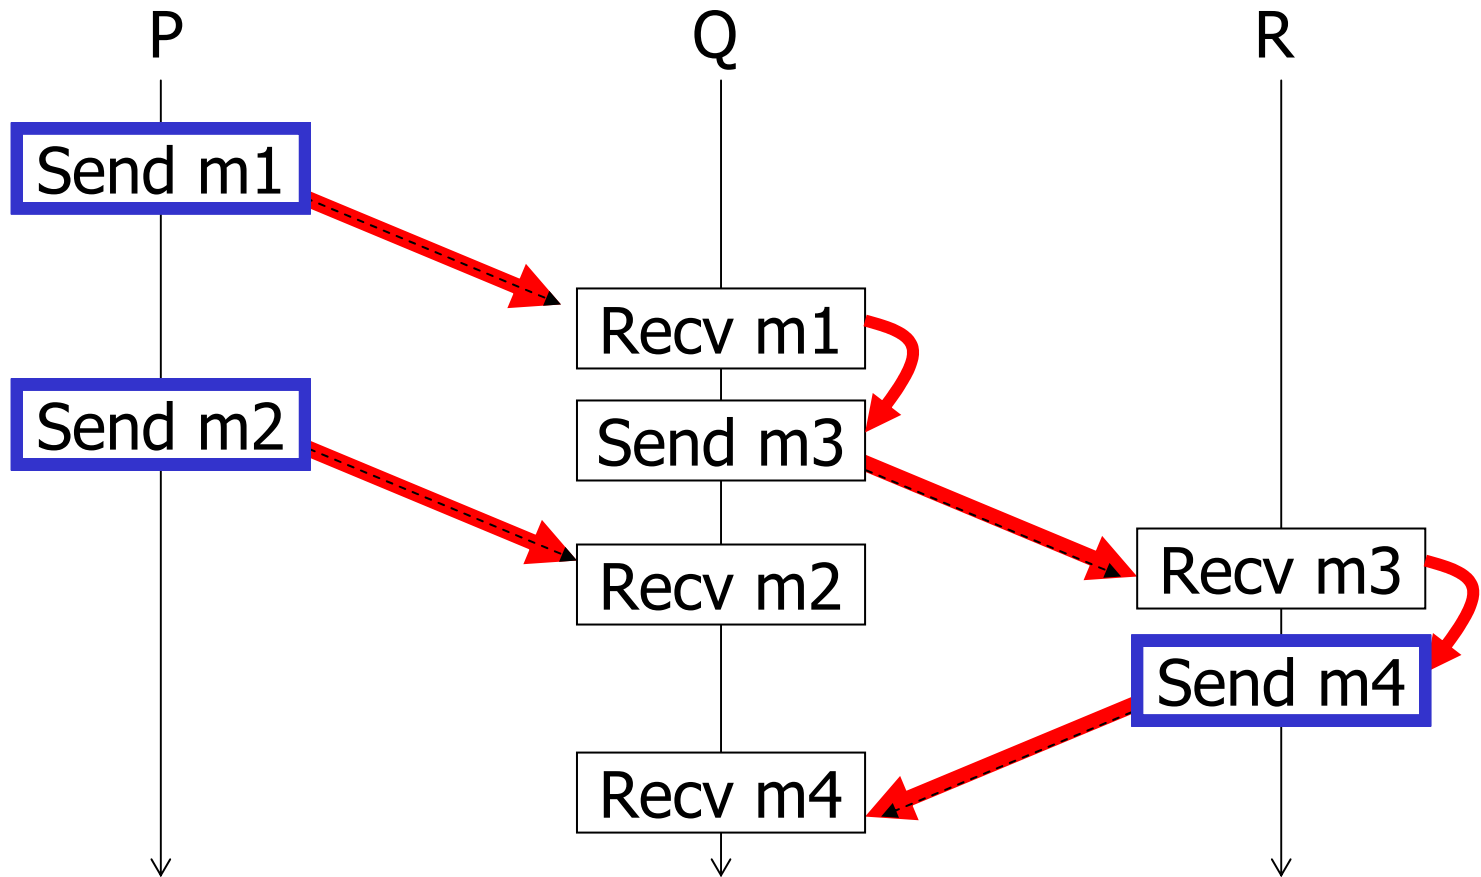 P
Q
R
Send m1
Recv m1
Send m2
Send m3
Recv m2
Recv m3
Send m4
Recv m4